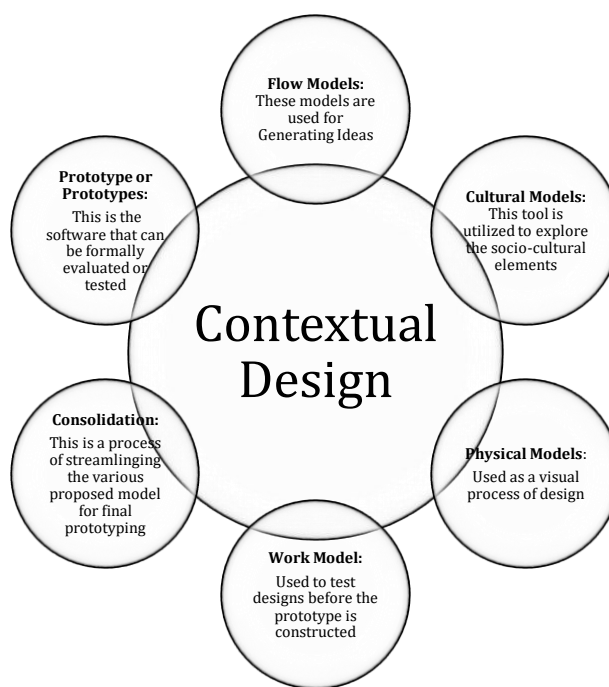 Flow Models:
These models are
used for
Generating Ideas
Cultural Models:
This tool is
utilized to explore
the socio-cultural
elements
Physical Models:
Used as a visual
process of design
Work Model:
Used to test
designs before the
prototype is
constructed
Consolidation:
This is a process
of streamlinging
the various
proposed model
for final
prototyping
Prototype or
Prototypes:
This is the
software that can
be formally
evaluated or
tested
Contextual
Design